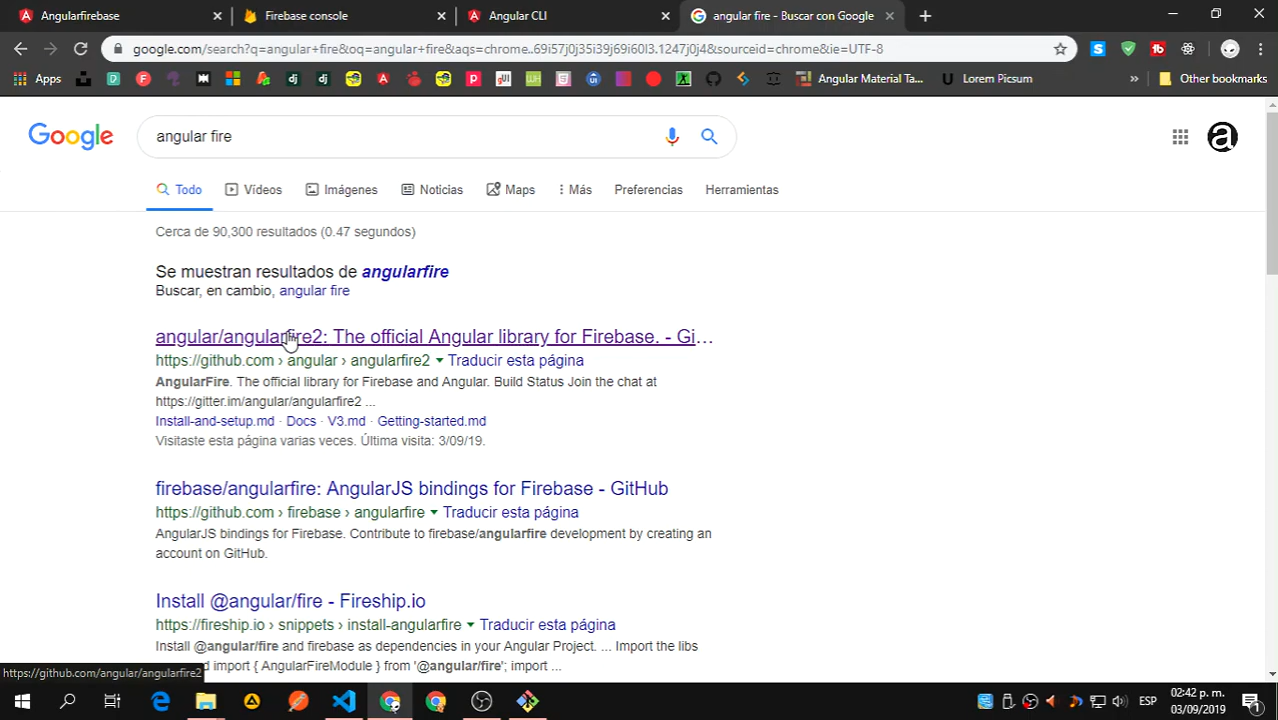 Angularfirebase
Firebase console
Angular CLI
angular fire - Buscar con Google
google.com/search?q=angular+fire&oq=angular+fire&aqs=chrome..69i57j0j35i39j69i60l3.1247j0j4&sourceid=chrome&ie=UTF-8
Apps
Angular Material Ta...
Lorem Picsum
Other bookmarks
Google
angular fire
Todo
Vídeos
Imágenes
Noticias
Maps
Más
Preferencias
Herramientas
Cerca de 90,300 resultados (0.47 segundos)
Se muestran resultados de angularfire
Buscar, en cambio, angular fire
angular/angularfire2: The official Angular library for Firebase. - Gi...
https://github.com › angular › angularfire2 Traducir esta página
AngularFire. The official library for Firebase and Angular. Build Status Join the chat at
https://gitter.im/angular/angularfire2 ...
Install-and-setup.md · Docs · V3.md · Getting-started.md
Visitaste esta página varias veces. Última visita: 3/09/19.
firebase/angularfire: AngularJS bindings for Firebase - GitHub
https://github.com › firebase › angularfire Traducir esta página
AngularJS bindings for Firebase. Contribute to firebase/angularfire development by creating an
account on GitHub.
Install @angular/fire - Fireship.io
https://fireship.io › snippets › install-angularfire Traducir esta página
Install @angular/fire and firebase as dependencies in your Angular Project. ... Import the libs
import { AngularFireModule } from '@angular/fire'; import ...
https://github.com/angular/angularfire2
ESP
02:42 p. m.
03/09/2019